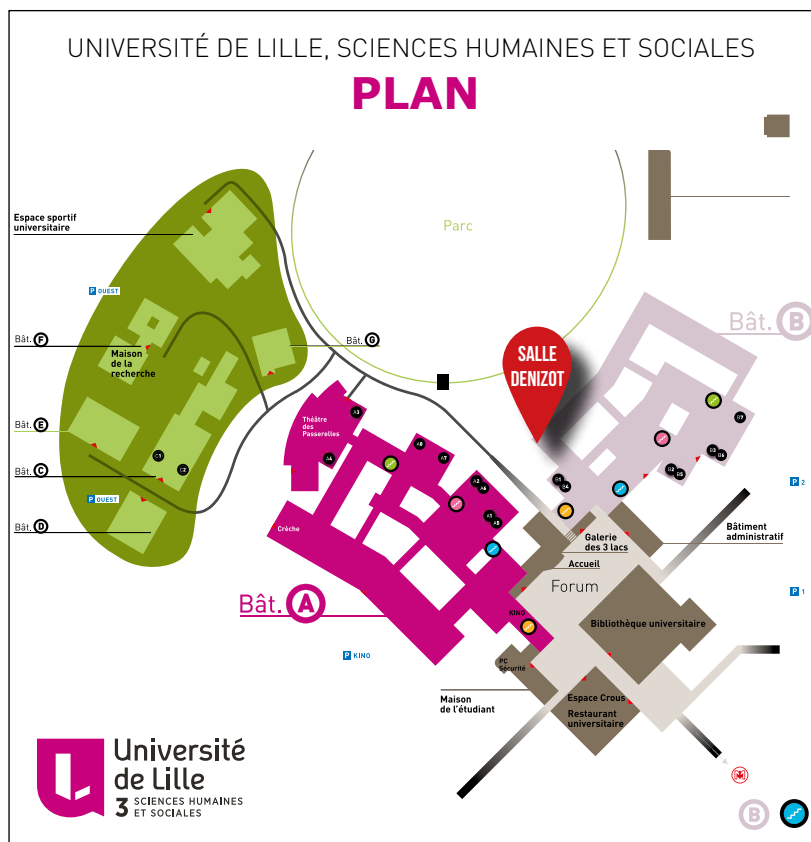 UNIVERSITÉ DE LILLE, SCIENCES HUMAINES ET SOCIALES
PLAN
Espace sportif
universitaire
Parc
P OUEST
Bât. B
SALLE
DENIZOT
Bât. F
Maison
de la
recherche
Bât. G
Théâtre
des
Passerelles
A3
A4
A8
A7
A2
A6
A1
A5
B7
B3
B6
B2
B5
B1
B4
Bât. E
C1
C2
Bât. C
P OUEST
P 2
Bât. D
Crèche
Galerie
des 3 lacs
Bâtiment
administratif
Accueil
Forum
P 1
Bât. A
KINO
Bibliothèque universitaire
P KINO
PC
Sécurité
Maison
de l'étudiant
Espace Crous
Restaurant
universitaire
Université
de Lille
3 SCIENCES HUMAINES
ET SOCIALES
M
B